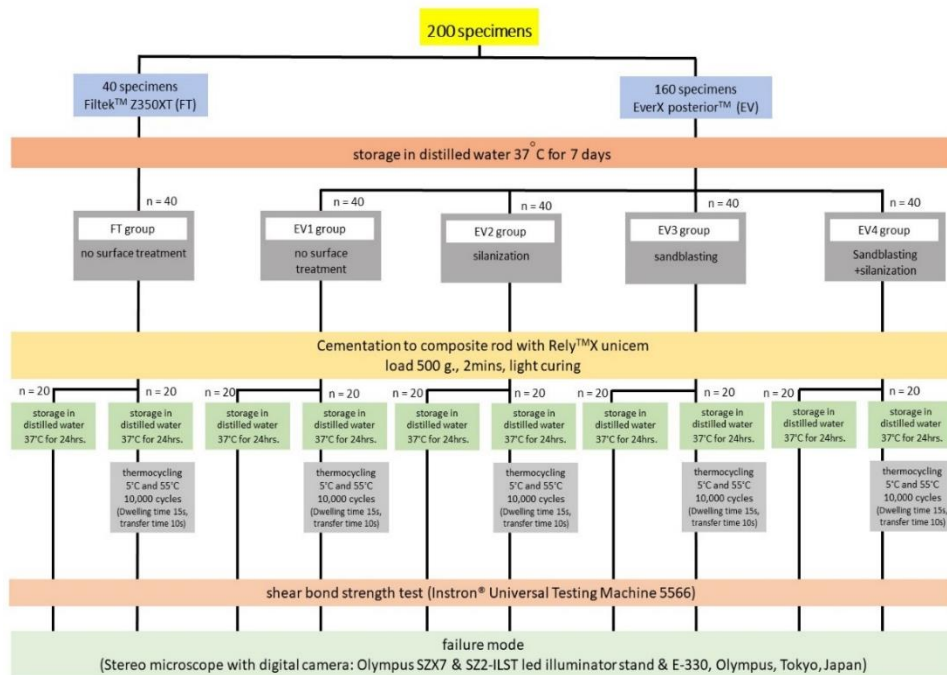 200 specimens
40 specimens
Filtek™ Z350XT (FT)
160 specimens
EverX posterior™ (EV)
storage in distilled water 37°C for 7 days
n = 40
n = 40
n = 40
n = 40
n = 40
FT group
no surface treatment
EV1 group
no surface
treatment
EV2 group
silanization
EV3 group
sandblasting
EV4 group
Sandblasting
+silanization
Cementation to composite rod with Rely™X unicem
load 500 g., 2mins, light curing
n = 20
n = 20
n = 20
n = 20
n = 20
n = 20
n = 20
n = 20
n = 20
n = 20
storage in
distilled water
37°C for 24hrs.
storage in
distilled water
37°C for 24hrs.
storage in
distilled water
37°C for 24hrs.
storage in
distilled water
37°C for 24hrs.
storage in
distilled water
37°C for 24hrs.
storage in
distilled water
37°C for 24hrs.
storage in
distilled water
37°C for 24hrs.
storage in
distilled water
37°C for 24hrs.
storage in
distilled water
37°C for 24hrs.
storage in
distilled water
37°C for 24hrs.
thermocycling
5°C and 55°C
10,000 cycles
(Dwelling time 15s,
transfer time 10s)
thermocycling
5°C and 55°C
10,000 cycles
(Dwelling time 15s,
transfer time 10s)
thermocycling
5°C and 55°C
10,000 cycles
(Dwelling time 15s,
transfer time 10s)
thermocycling
5°C and 55°C
10,000 cycles
(Dwelling time 15s,
transfer time 10s)
thermocycling
5°C and 55°C
10,000 cycles
(Dwelling time 15s,
transfer time 10s)
shear bond strength test (Instron® Universal Testing Machine 5566)
failure mode
(Stereo microscope with digital camera: Olympus SZX7 & SZ2-ILST led illuminator stand & E-330, Olympus, Tokyo, Japan)